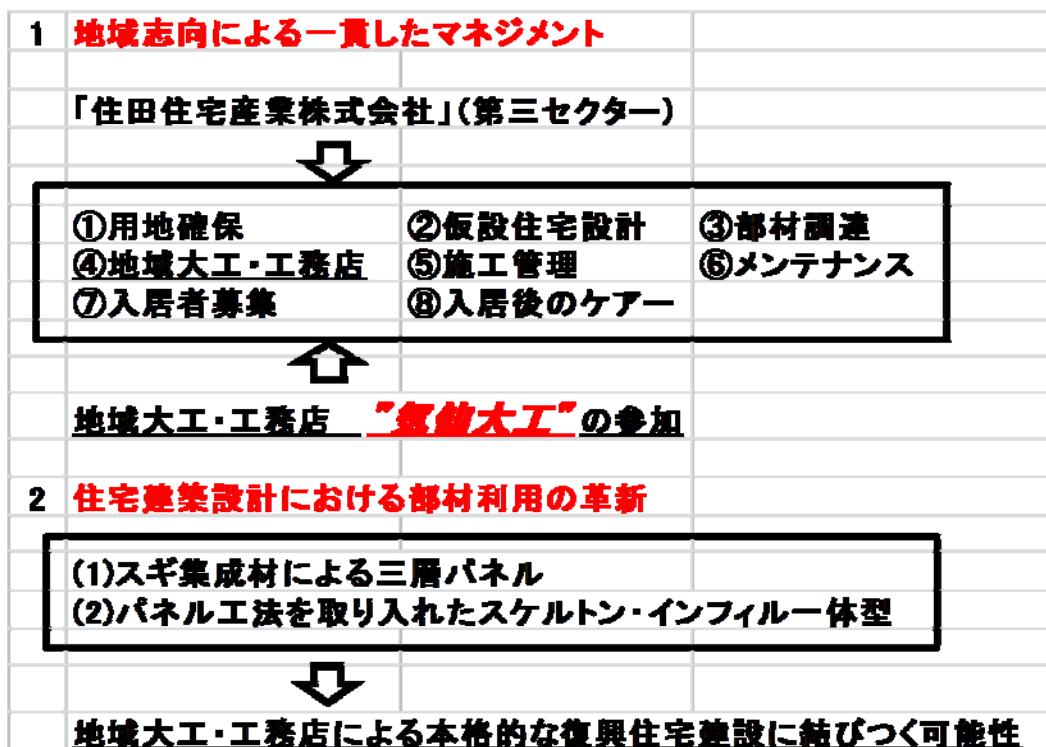 1 地域志向による一貫したマネジメント
「住田住宅産業株式会社」(第三セクター)
①用地確保 ②仮設住宅設計 ③部材調達
④地域大工・工務店 ⑤施工管理 ⑥メンテナンス
⑦入居者募集 ⑧入居後のケアー
地域大工・工務店 "気仙大工"の参加
2 住宅建築設計における部材利用の革新
(1)スギ集成材による三層パネル
(2)パネル工法を取り入れたスケルトン・インフィル一体型
地域大工・工務店による本格的な復興住宅建設に結びつく可能性